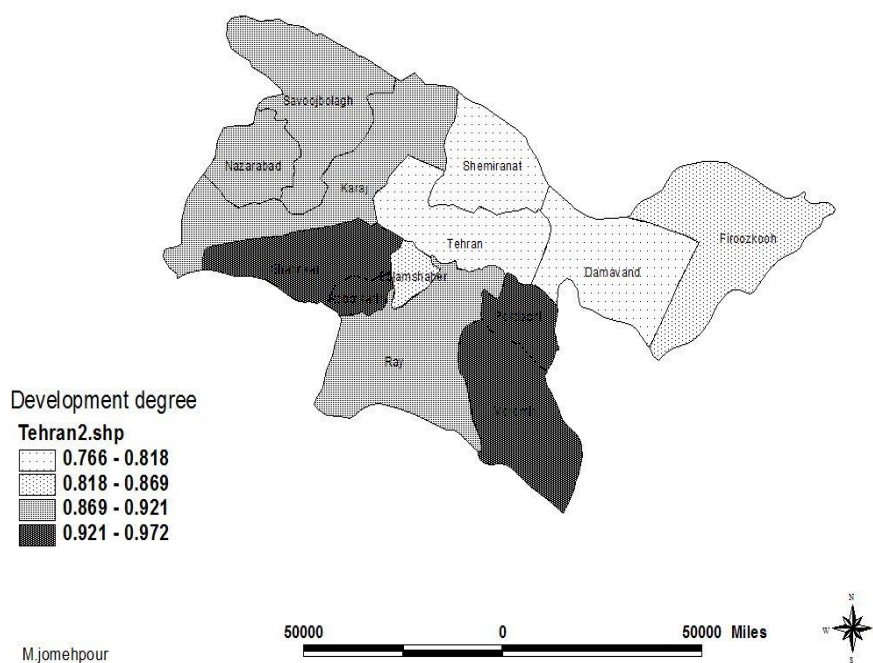 Savoojbolagh
Nazarabad
Shemiranat
Karaj
Firoozkooh
Tehran
Damavand
Ray
Development degree
Tehran2.shp
0.766 - 0.818
0.818 - 0.869
0.869 - 0.921
0.921 - 0.972
50000 0 50000 Miles
N
W
S
M.jomehpour